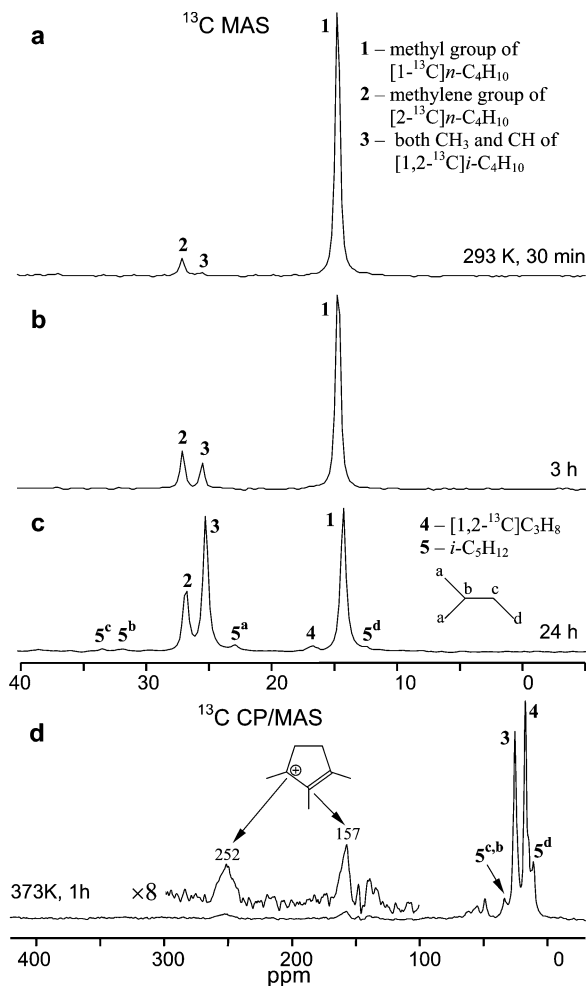 ¹³C MAS
a
1
1 – methyl group of
[1-¹³C]n-C₄H₁₀
2 – methylene group of
[2-¹³C]n-C₄H₁₀
3 – both CH₃ and CH of
[1,2-¹³C]i-C₄H₁₀
2
3
293 K, 30 min
b
1
2
3
3 h
c
3
1
4 – [1,2-¹³C]C₃H₈
5 – i-C₅H₁₂
2
a
b
c
a
d
5ᶜ 5ᵇ
5ᵃ
4
5ᵈ
24 h
40 30 20 10 0
¹³C CP/MAS
d
4
3
⊕
252
157
5ᶜ,ᵇ
5ᵈ
373K, 1h
×8
400 300 200 100 0
ppm ppm